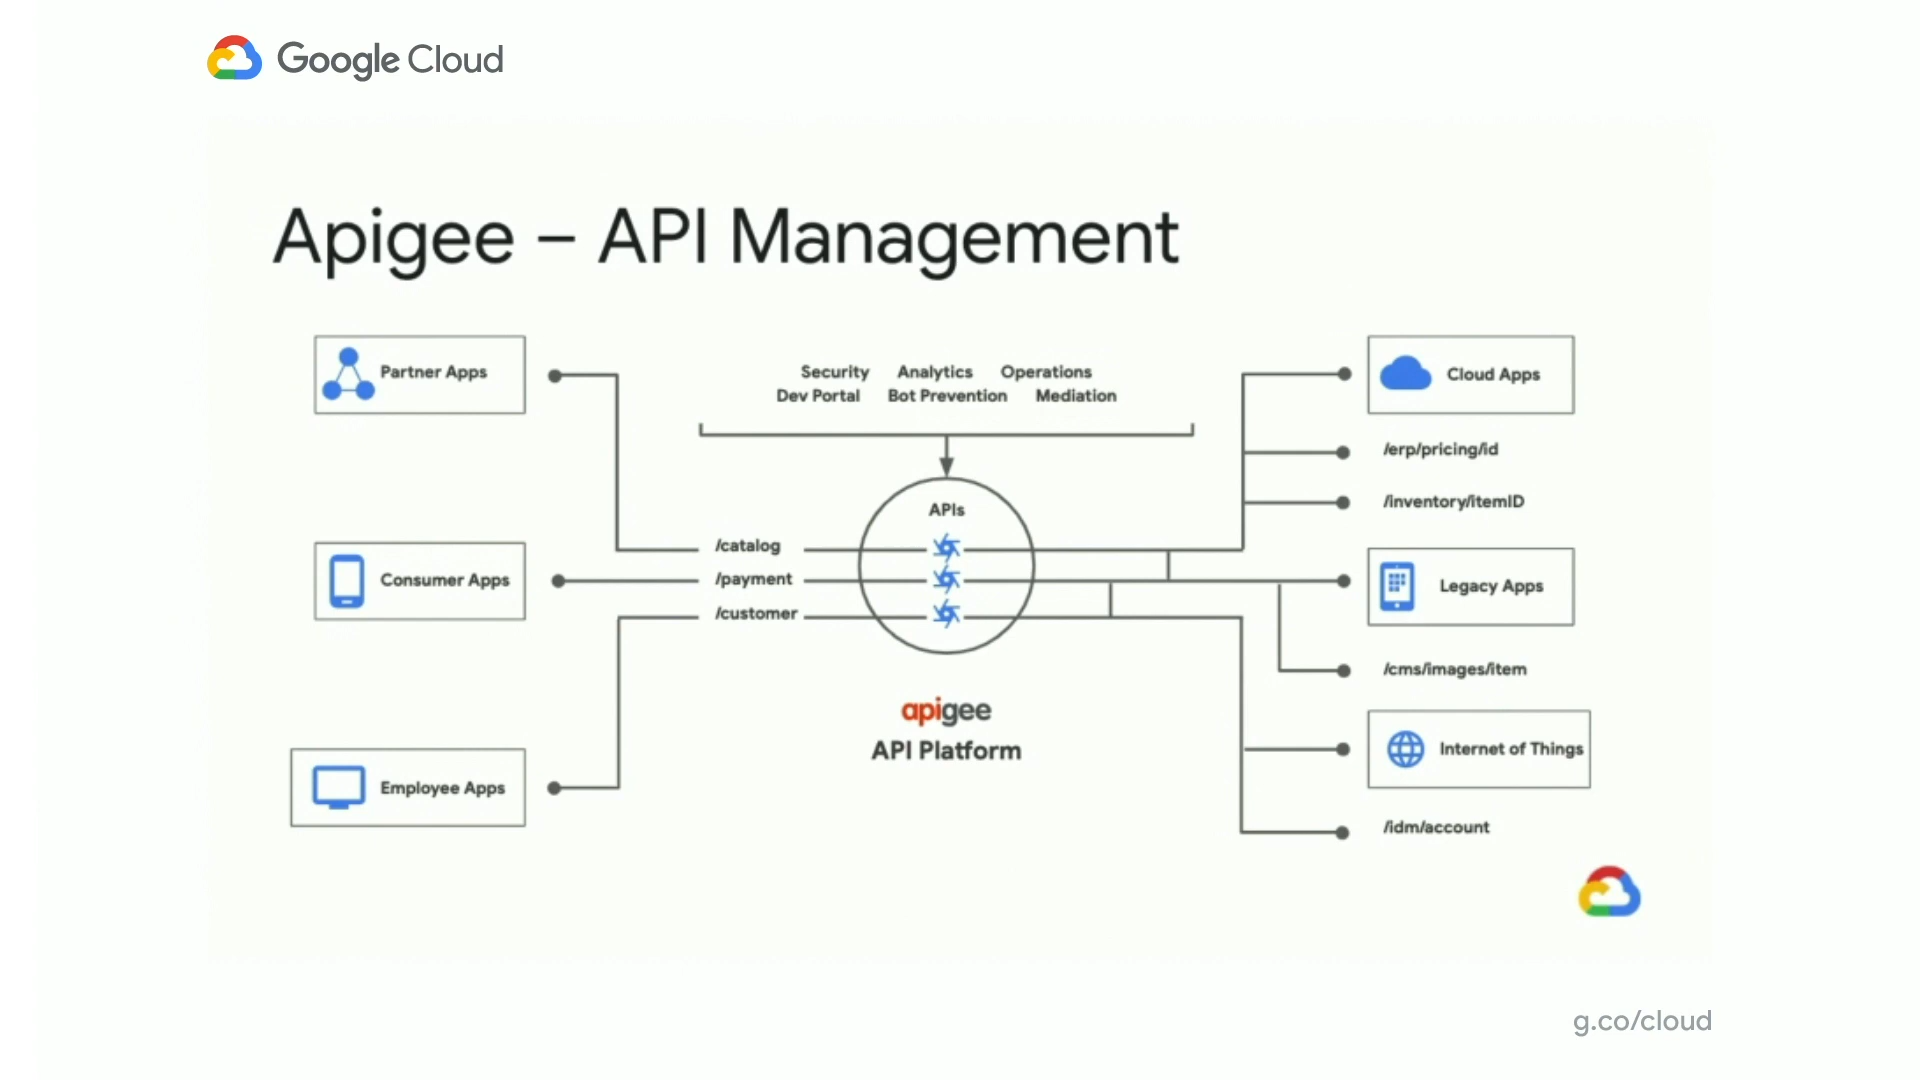 Google Cloud
Apigee – API Management
Partner Apps
Consumer Apps
Employee Apps
Security Analytics Operations
Dev Portal Bot Prevention Mediation
APIs
/catalog
/payment
/customer
apigee
API Platform
Cloud Apps
/erp/pricing/id
/inventory/itemID
Legacy Apps
/cms/images/item
Internet of Things
/idm/account
g.co/cloud